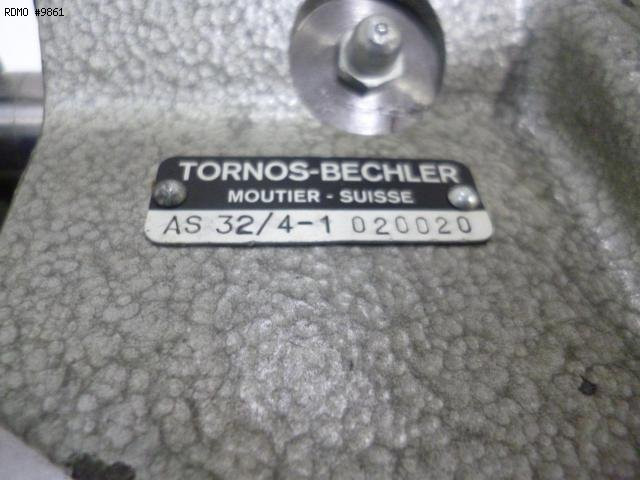 RDMO #9861
TORNOS-BECHLER
MOUTIER - SUISSE
AS 32/4-1 020020